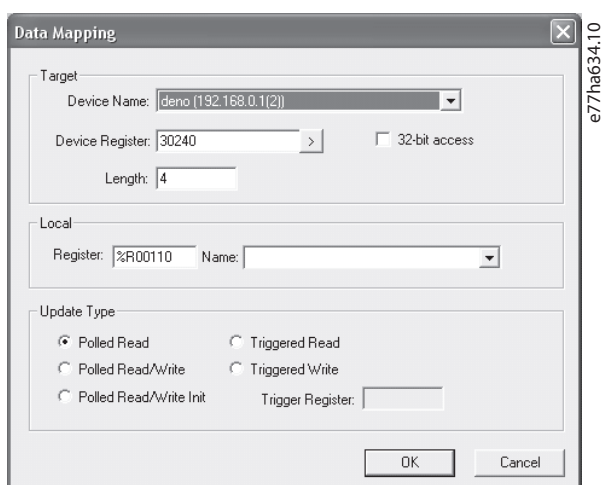 Data Mapping
Target
Device Name: deno (192.168.0.1(2))
Device Register: 30240 > 32-bit access
Length: 4
Local
Register: %R00110 Name:
Update Type
Polled Read Triggered Read
Polled Read/Write Triggered Write
Polled Read/Write Init Trigger Register:
OK Cancel
e77ha634.10